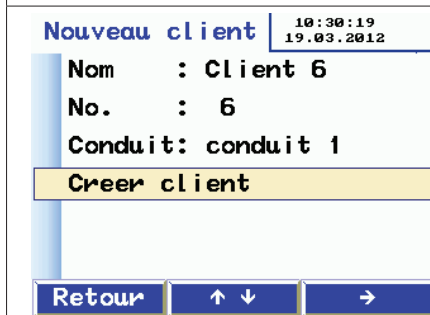 Nouveau client
10:30:19
19.03.2012
Nom : Client 6
No. : 6
Conduit: conduit 1
Creer client
Retour ↑ ↓ →